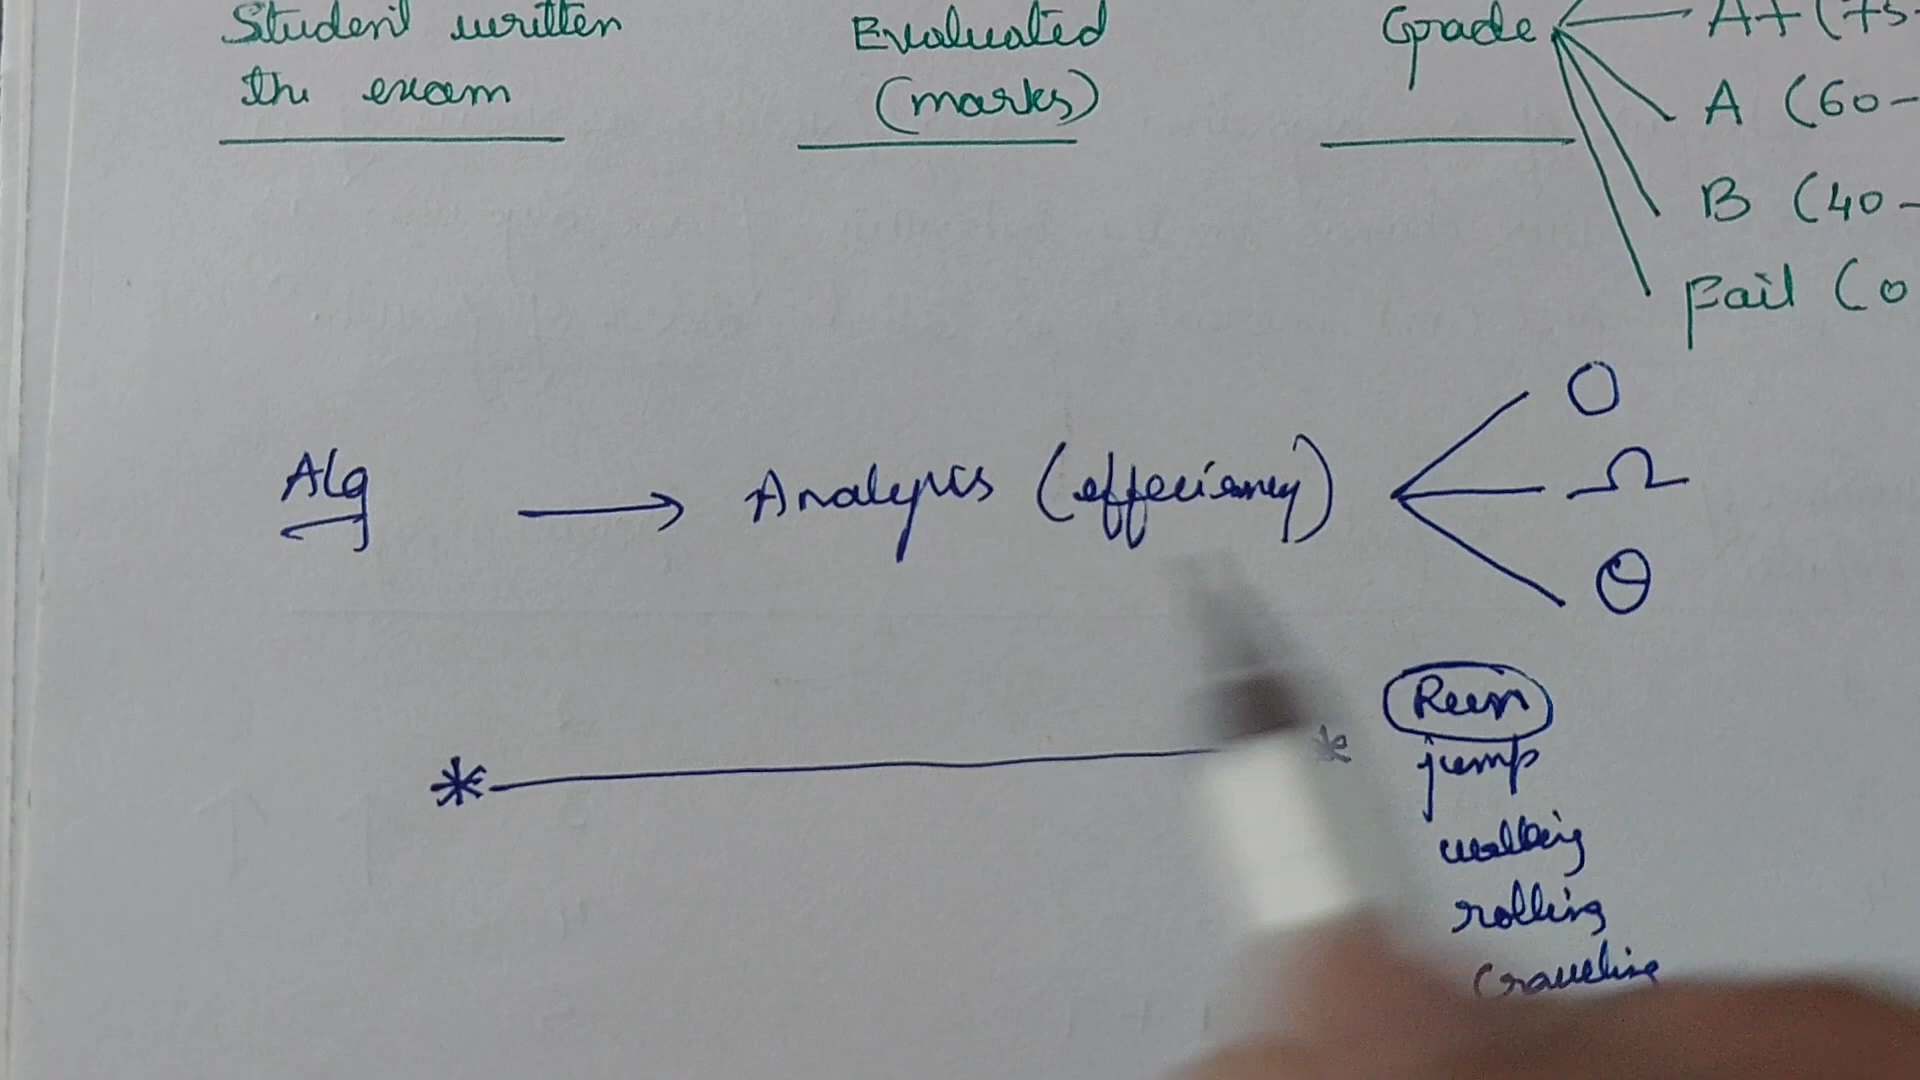 Student written
the exam
Evaluated
(marks)
Grade
A+ (75-
A (60-
B (40-
Fail (0
Alg → Analysis (effeciency)
O
Ω
Θ
* *
Run
jump
walking
rolling
crawling